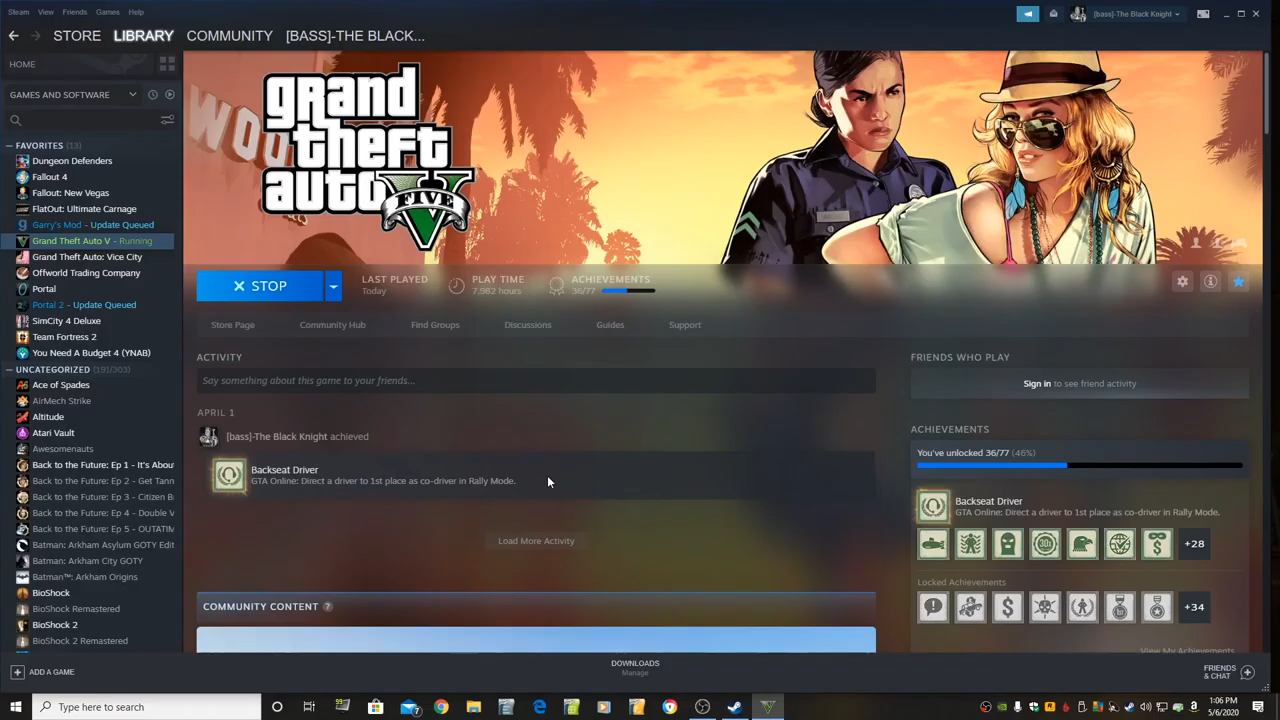 Steam View Friends Games Help
[bass]-The Black Knight
STORE LIBRARY COMMUNITY [BASS]-THE BLACK...
HOME
GAMES AND SOFTWARE
FAVORITES (13)
Dungeon Defenders
Fallout 4
Fallout: New Vegas
FlatOut: Ultimate Carnage
Garry's Mod - Update Queued
Grand Theft Auto V - Running
Grand Theft Auto: Vice City
Offworld Trading Company
Portal
Portal 2 - Update Queued
SimCity 4 Deluxe
Team Fortress 2
You Need A Budget 4 (YNAB)
UNCATEGORIZED (191/303)
Ace of Spades
AirMech Strike
Altitude
Atari Vault
Awesomenauts
Back to the Future: Ep 1 - It's Abou
Back to the Future: Ep 2 - Get Tann
Back to the Future: Ep 3 - Citizen B
Back to the Future: Ep 4 - Double V
Back to the Future: Ep 5 - OUTATIM
Batman: Arkham Asylum GOTY Edit
Batman: Arkham City GOTY
Batman™: Arkham Origins
BioShock
BioShock Remastered
BioShock 2
BioShock 2 Remastered
ADD A GAME
WOO
grand
theft
auto V
FIVE
STOP
LAST PLAYED
Today
PLAY TIME
7,982 hours
ACHIEVEMENTS
36/77
Store Page Community Hub Find Groups Discussions Guides Support
ACTIVITY
Say something about this game to your friends...
APRIL 1
[bass]-The Black Knight achieved
Backseat Driver
GTA Online: Direct a driver to 1st place as co-driver in Rally Mode.
Load More Activity
COMMUNITY CONTENT ?
FRIENDS WHO PLAY
Sign in to see friend activity
ACHIEVEMENTS
You've unlocked 36/77 (46%)
Backseat Driver
GTA Online: Direct a driver to 1st place as co-driver in Rally Mode.
+28
Locked Achievements
+34
View My Achievements
DOWNLOADS
Manage
FRIENDS
& CHAT
Type here to search
7
1:06 PM
5/6/2020